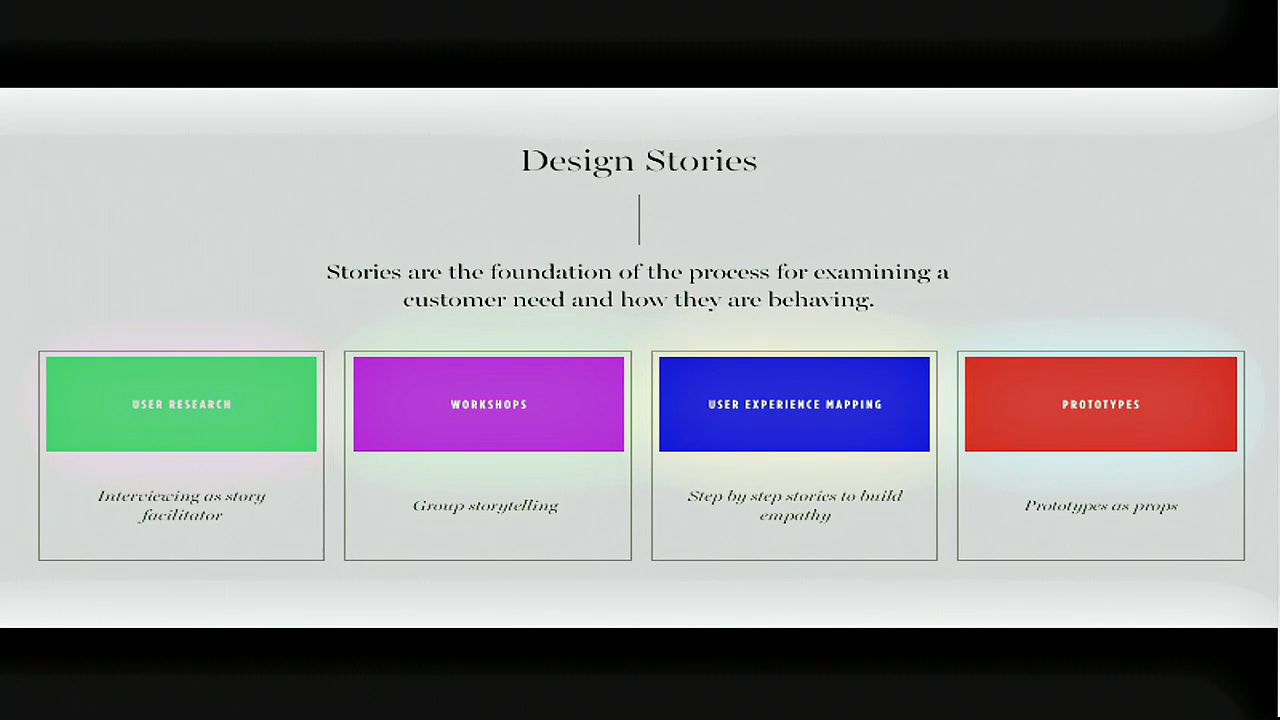 Design Stories
Stories are the foundation of the process for examining a
customer need and how they are behaving.
USER RESEARCH
Interviewing as story
facilitator
WORKSHOPS
Group storytelling
USER EXPERIENCE MAPPING
Step by step stories to build
empathy
PROTOTYPES
Prototypes as props